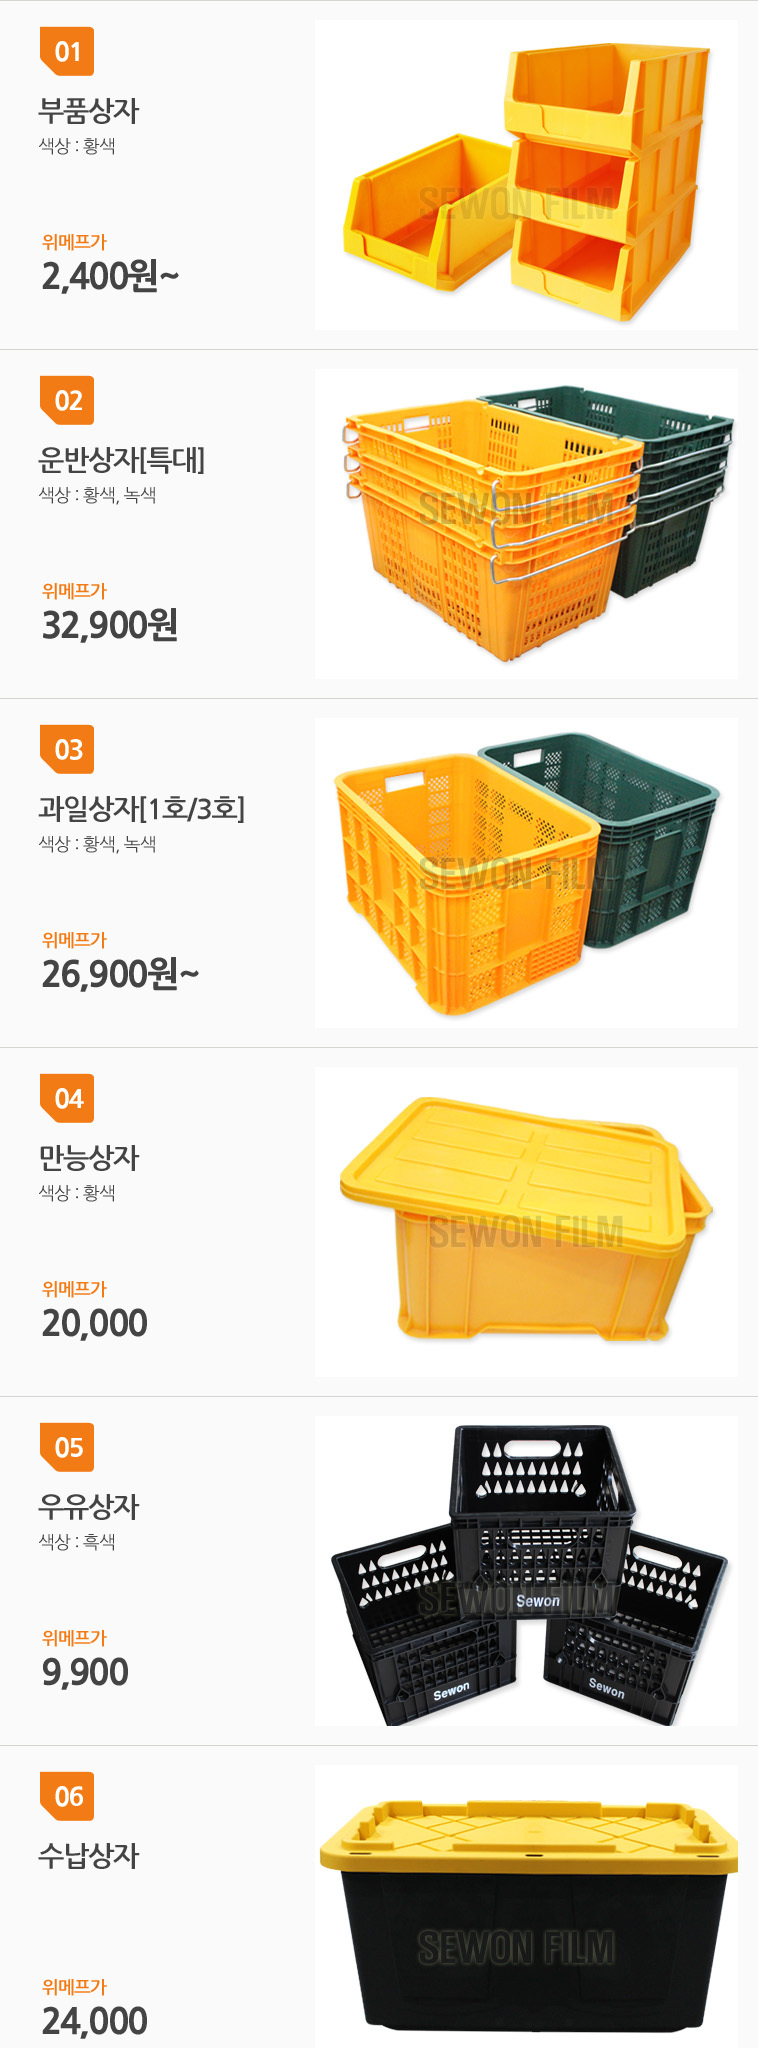 01
부품상자
색상 : 황색
위메프가
2,400원~
SEWON FILM
02
운반상자[특대]
색상 : 황색, 녹색
위메프가
32,900원
SEWON FILM
03
과일상자[1호/3호]
색상 : 황색, 녹색
위메프가
26,900원~
SEWON FILM
04
만능상자
색상 : 황색
위메프가
20,000
SEWON FILM
05
우유상자
색상 : 흑색
위메프가
9,900
SEWON FILM
Sewon
Sewon
Sewon
06
수납상자
위메프가
24,000
SEWON FILM